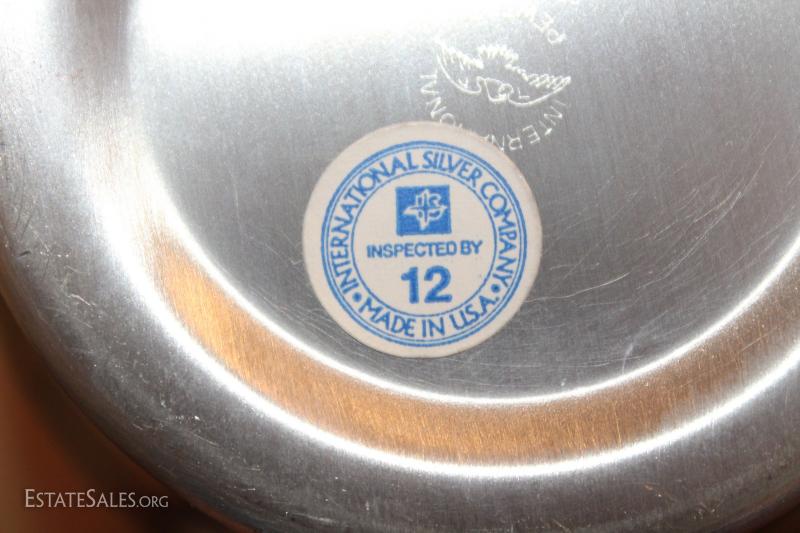 INTERNATIONAL SILVER COMPANY
INSPECTED BY
12
• MADE IN U.S.A. •
ESTATESALES.ORG